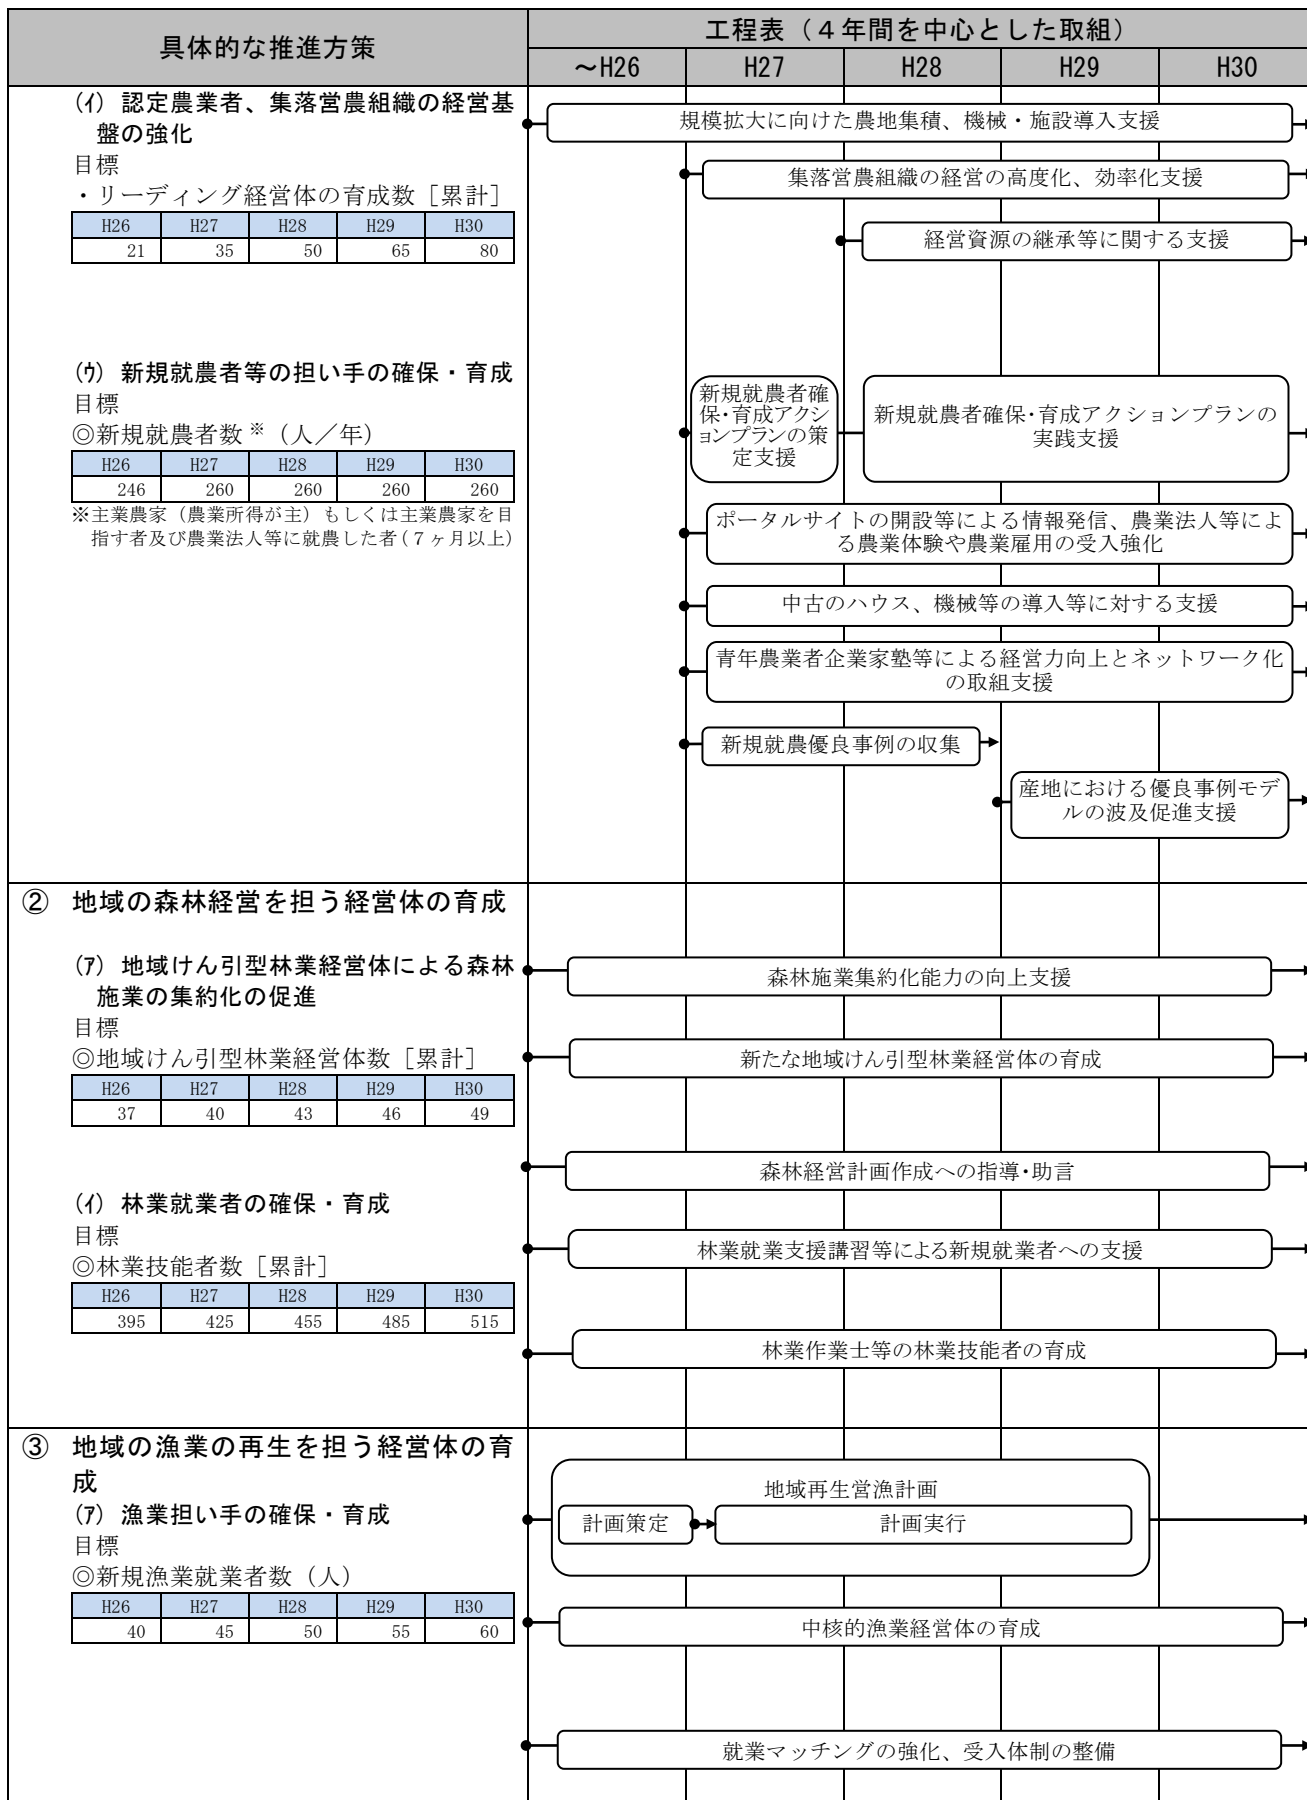 具体的な推進方策
工程表（４年間を中心とした取組）
～H26
H27
H28
H29
H30
(ｲ) 認定農業者、集落営農組織の経営基
盤の強化
目標
・リーディング経営体の育成数［累計］
H26 H27 H28 H29 H30
21 35 50 65 80
規模拡大に向けた農地集積、機械・施設導入支援
集落営農組織の経営の高度化、効率化支援
経営資源の継承等に関する支援
(ｳ) 新規就農者等の担い手の確保・育成
目標
◎新規就農者数※（人／年）
H26 H27 H28 H29 H30
246 260 260 260 260
※主業農家（農業所得が主）もしくは主業農家を目
指す者及び農業法人等に就農した者(７ヶ月以上)
新規就農者確
保・育成アクシ
ョンプランの策
定支援
新規就農者確保・育成アクションプランの
実践支援
ポータルサイトの開設等による情報発信、農業法人等によ
る農業体験や農業雇用の受入強化
中古のハウス、機械等の導入等に対する支援
青年農業者企業家塾等による経営力向上とネットワーク化
の取組支援
新規就農優良事例の収集
産地における優良事例モデ
ルの波及促進支援
② 地域の森林経営を担う経営体の育成
(ｱ) 地域けん引型林業経営体による森林
施業の集約化の促進
目標
◎地域けん引型林業経営体数［累計］
H26 H27 H28 H29 H30
37 40 43 46 49
森林施業集約化能力の向上支援
新たな地域けん引型林業経営体の育成
森林経営計画作成への指導・助言
(ｲ) 林業就業者の確保・育成
目標
◎林業技能者数［累計］
H26 H27 H28 H29 H30
395 425 455 485 515
林業就業支援講習等による新規就業者への支援
林業作業士等の林業技能者の育成
③ 地域の漁業の再生を担う経営体の育
成
(ｱ) 漁業担い手の確保・育成
目標
◎新規漁業就業者数（人）
H26 H27 H28 H29 H30
40 45 50 55 60
地域再生営漁計画
計画策定
計画実行
中核的漁業経営体の育成
就業マッチングの強化、受入体制の整備